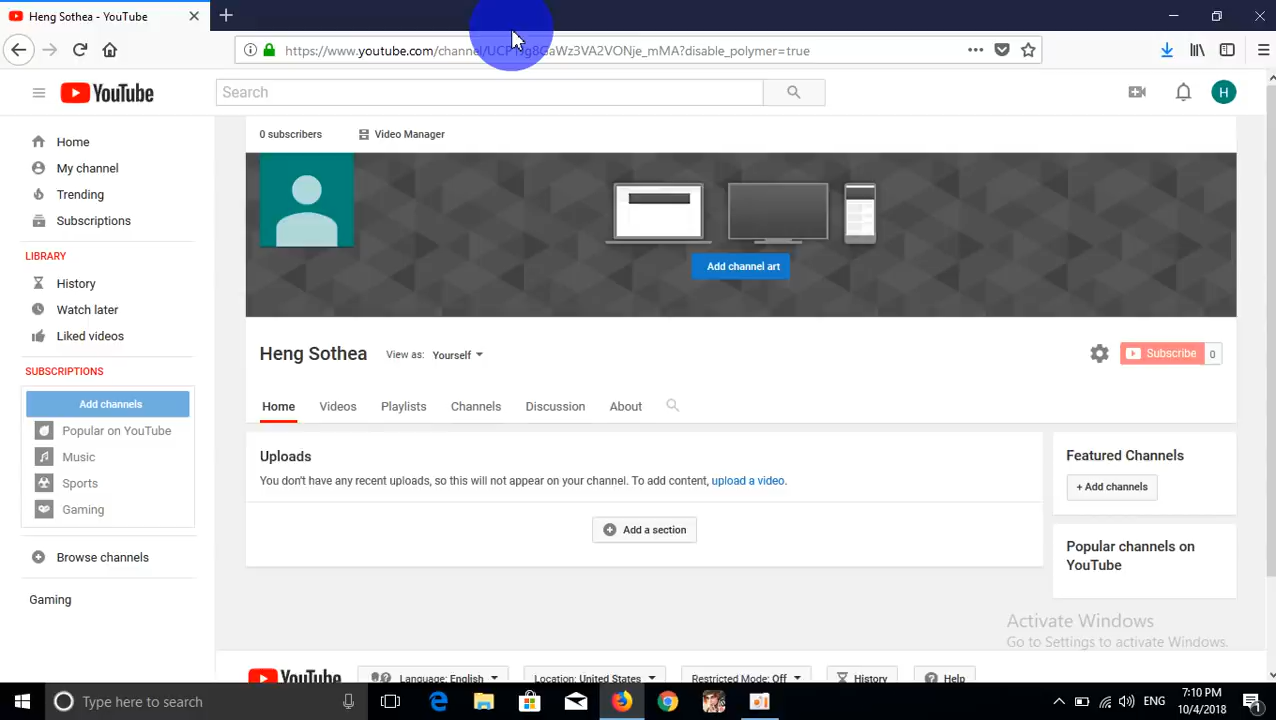 Heng Sothea - YouTube
https://www.youtube.com/channel/ g8GaWz3VA2VONje_mMA?disable_polymer=true
YouTube
Search
H
Home
My channel
Trending
Subscriptions
LIBRARY
History
Watch later
Liked videos
SUBSCRIPTIONS
Add channels
Popular on YouTube
Music
Sports
Gaming
Browse channels
Gaming
0 subscribers
Video Manager
Add channel art
Heng Sothea
View as: Yourself
Subscribe 0
Home Videos Playlists Channels Discussion About
Uploads
You don't have any recent uploads, so this will not appear on your channel. To add content, upload a video.
Add a section
Featured Channels
+ Add channels
Popular channels on
YouTube
Activate Windows
Go to Settings to activate Windows.
YouTube
Language: English
Location: United States
Restricted Mode: Off
History
Help
Type here to search
ENG
7:10 PM
10/4/2018
1